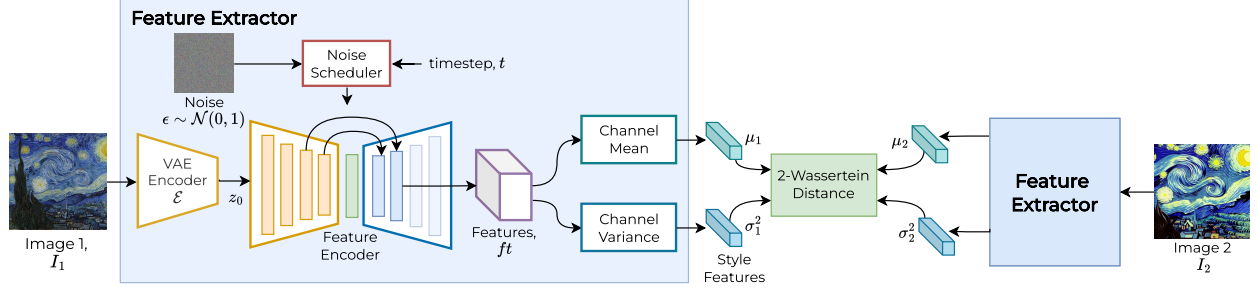 Feature Extractor
Noise
Scheduler
timestep, t
Noise
ϵ ∼ 𝒩(0, 1)
VAE
Encoder
ℰ
z₀
Image 1,
I₁
Feature
Encoder
Features,
ft
Channel
Mean
Channel
Variance
μ₁
σ₁²
Style
Features
2-Wassertein
Distance
μ₂
σ₂²
Feature
Extractor
Image 2
I₂